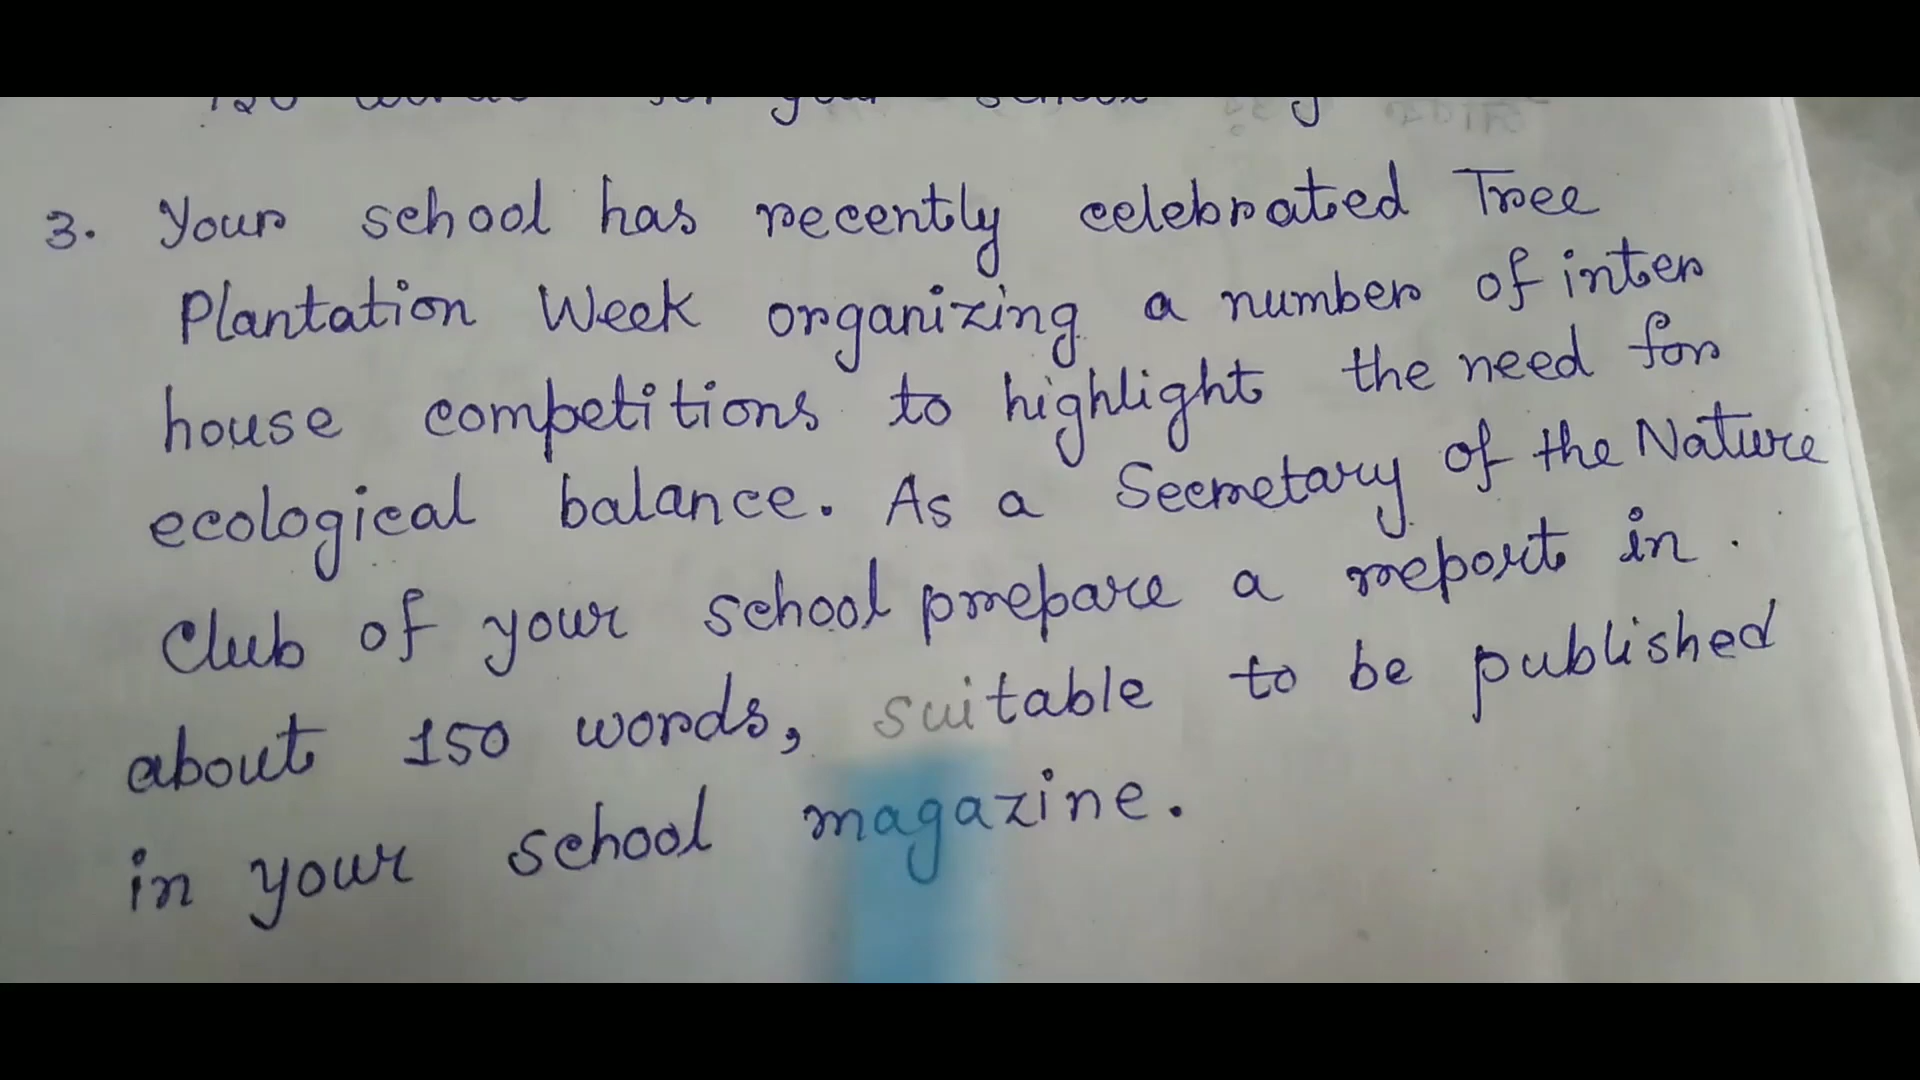 3. Your school has recently celebrated Tree
Plantation Week organizing a number of inter
house competitions to highlight the need for
ecological balance. As a Secretary of the Nature
Club of your school prepare a report in
about 150 words, suitable to be published
in your school magazine.